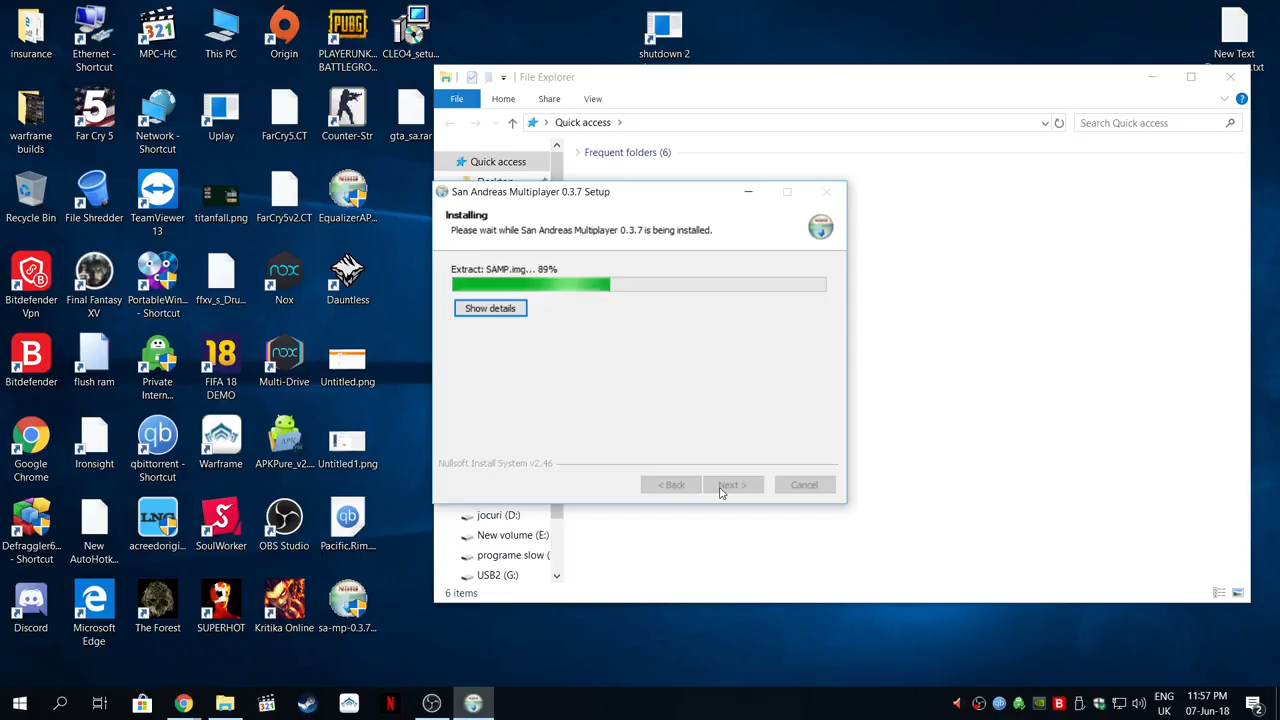 insurance
Ethernet -
Shortcut
MPC-HC
This PC
Origin
PLAYERUNK...
BATTLEGRO...
CLEO4_setu...
shutdown 2
New Text
warframe
builds
Far Cry 5
Network -
Shortcut
Uplay
FarCry5.CT
Counter-Str
gta_sa.rar
Recycle Bin
File Shredder
TeamViewer
13
titanfall.png
FarCryv2.CT
EqualizerAP...
Bitdefender
Vpn
Final Fantasy
XV
PortableWin...
- Shortcut
ffxv_s_Dru...
Nox
Dauntless
Bitdefender
flush ram
Private
Intern...
FIFA 18
DEMO
Multi-Drive
Untitled.png
Google
Chrome
Ironsight
qbittorrent -
Shortcut
Warframe
APKPure_v2...
Untitled1.png
Defraggler6...
- Shortcut
New
AutoHotk...
acreedorigi...
SoulWorker
OBS Studio
Pacific.Rim....
Discord
Microsoft
Edge
The Forest
SUPERHOT
Kritika Online
sa-mp-0.3.7...
File Explorer
File
Home
Share
View
Quick access
Search Quick access
Quick access
Frequent folders (6)
San Andreas Multiplayer 0.3.7 Setup
Installing
Please wait while San Andreas Multiplayer 0.3.7 is being installed.
Extract: SAMP.img... 89%
Show details
Nullsoft Install System v2.46
< Back
Next >
Cancel
jocuri (D:)
New volume (E:)
programe slow (
USB2 (G:)
6 items
ENG
UK
11:57 PM
07-Jun-18
2